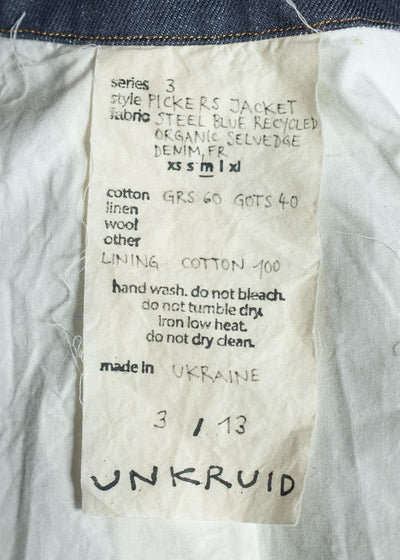 series 3
style PICKERS JACKET
fabric STEEL BLUE RECYCLED
ORGANIC SELVEDGE
DENIM, FR
xs s m l xl
cotton GRS 60 GOTS 40
linen
wool
other
LINING COTTON 100
hand wash. do not bleach.
do not tumble dry.
iron low heat.
do not dry clean.
made in UKRAINE
3 / 13
UNKRUID